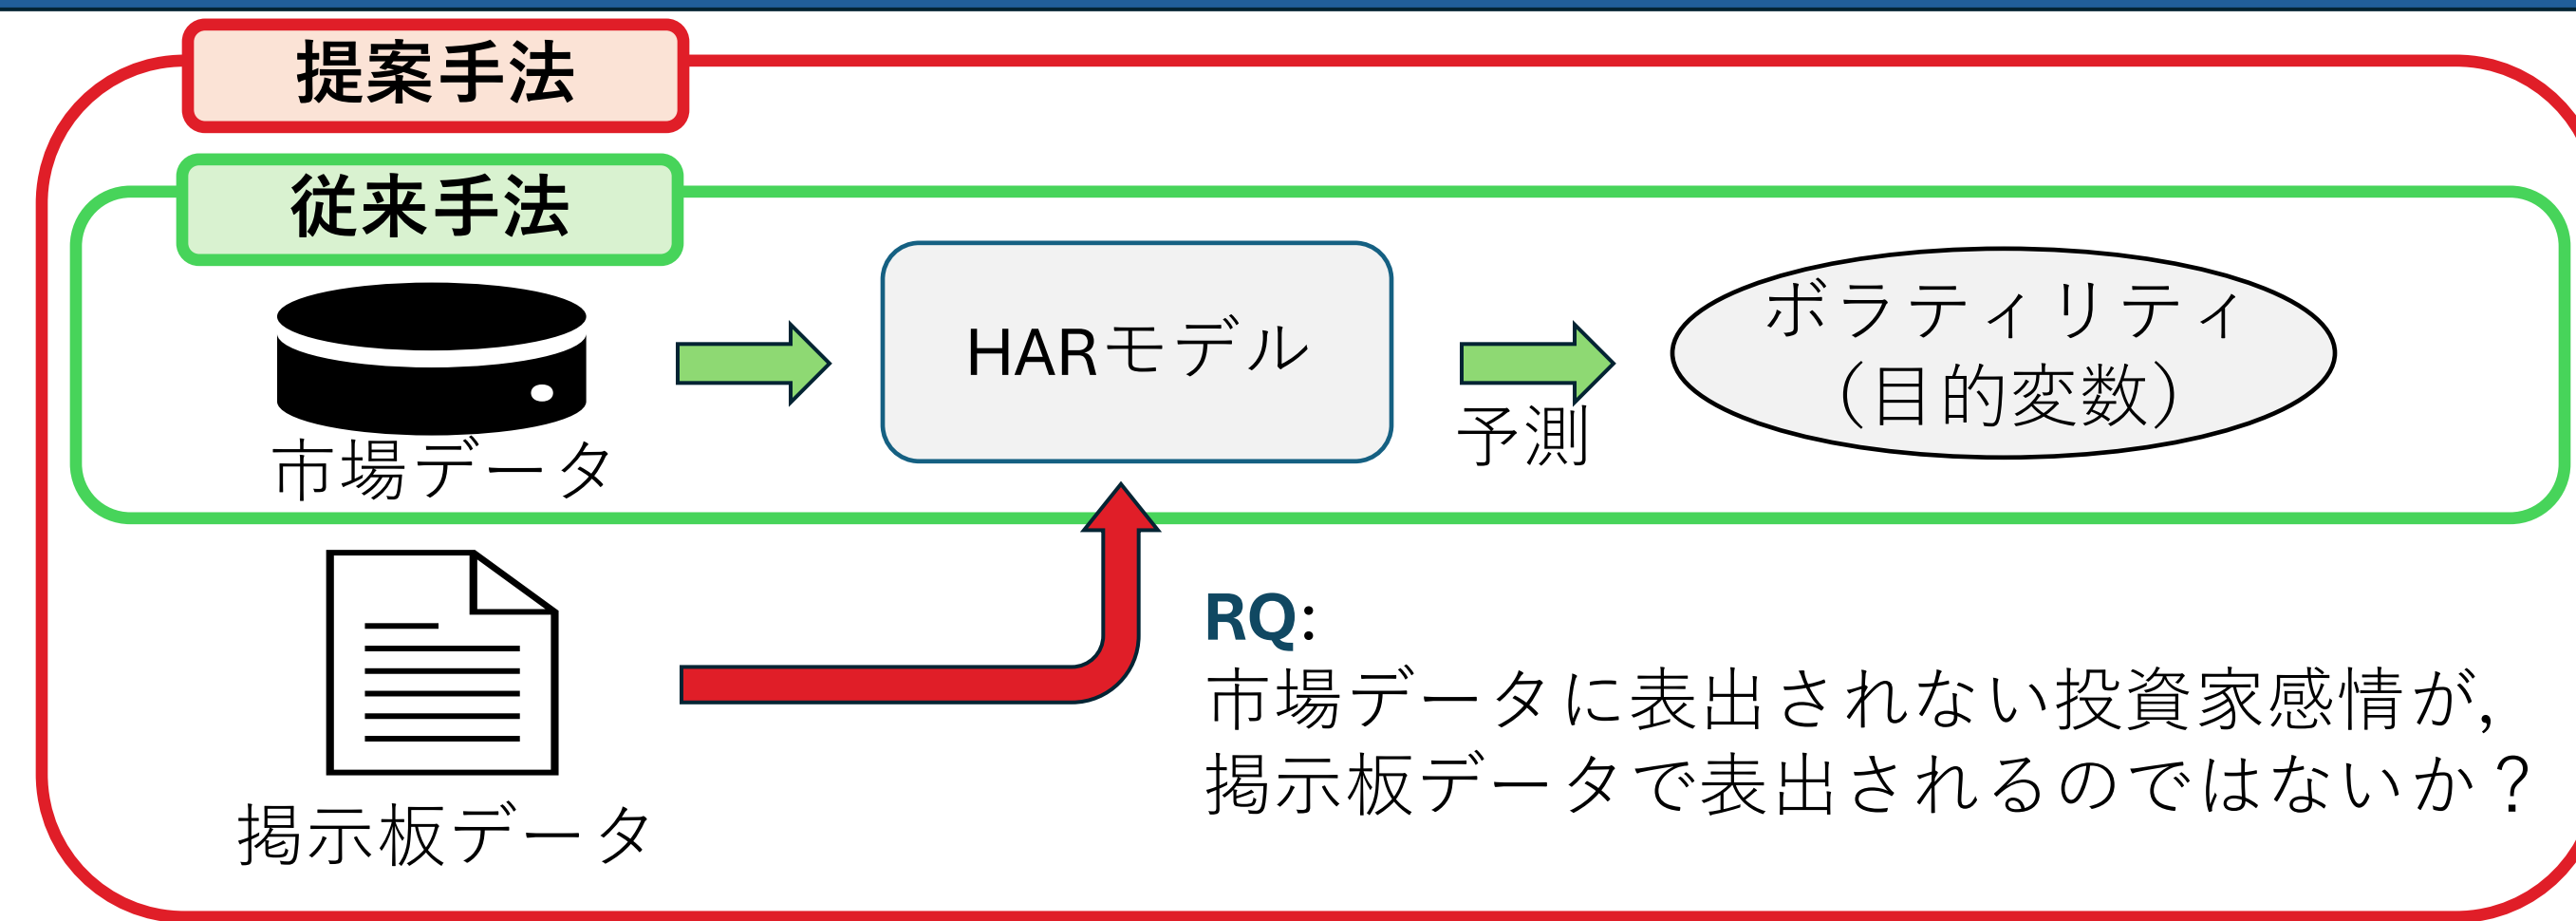 提案手法
従来手法
市場データ
HARモデル
予測
ボラティリティ
(目的変数)
掲示板データ
RQ:
市場データに表出されない投資家感情が,
掲示板データで表出されるのではないか？